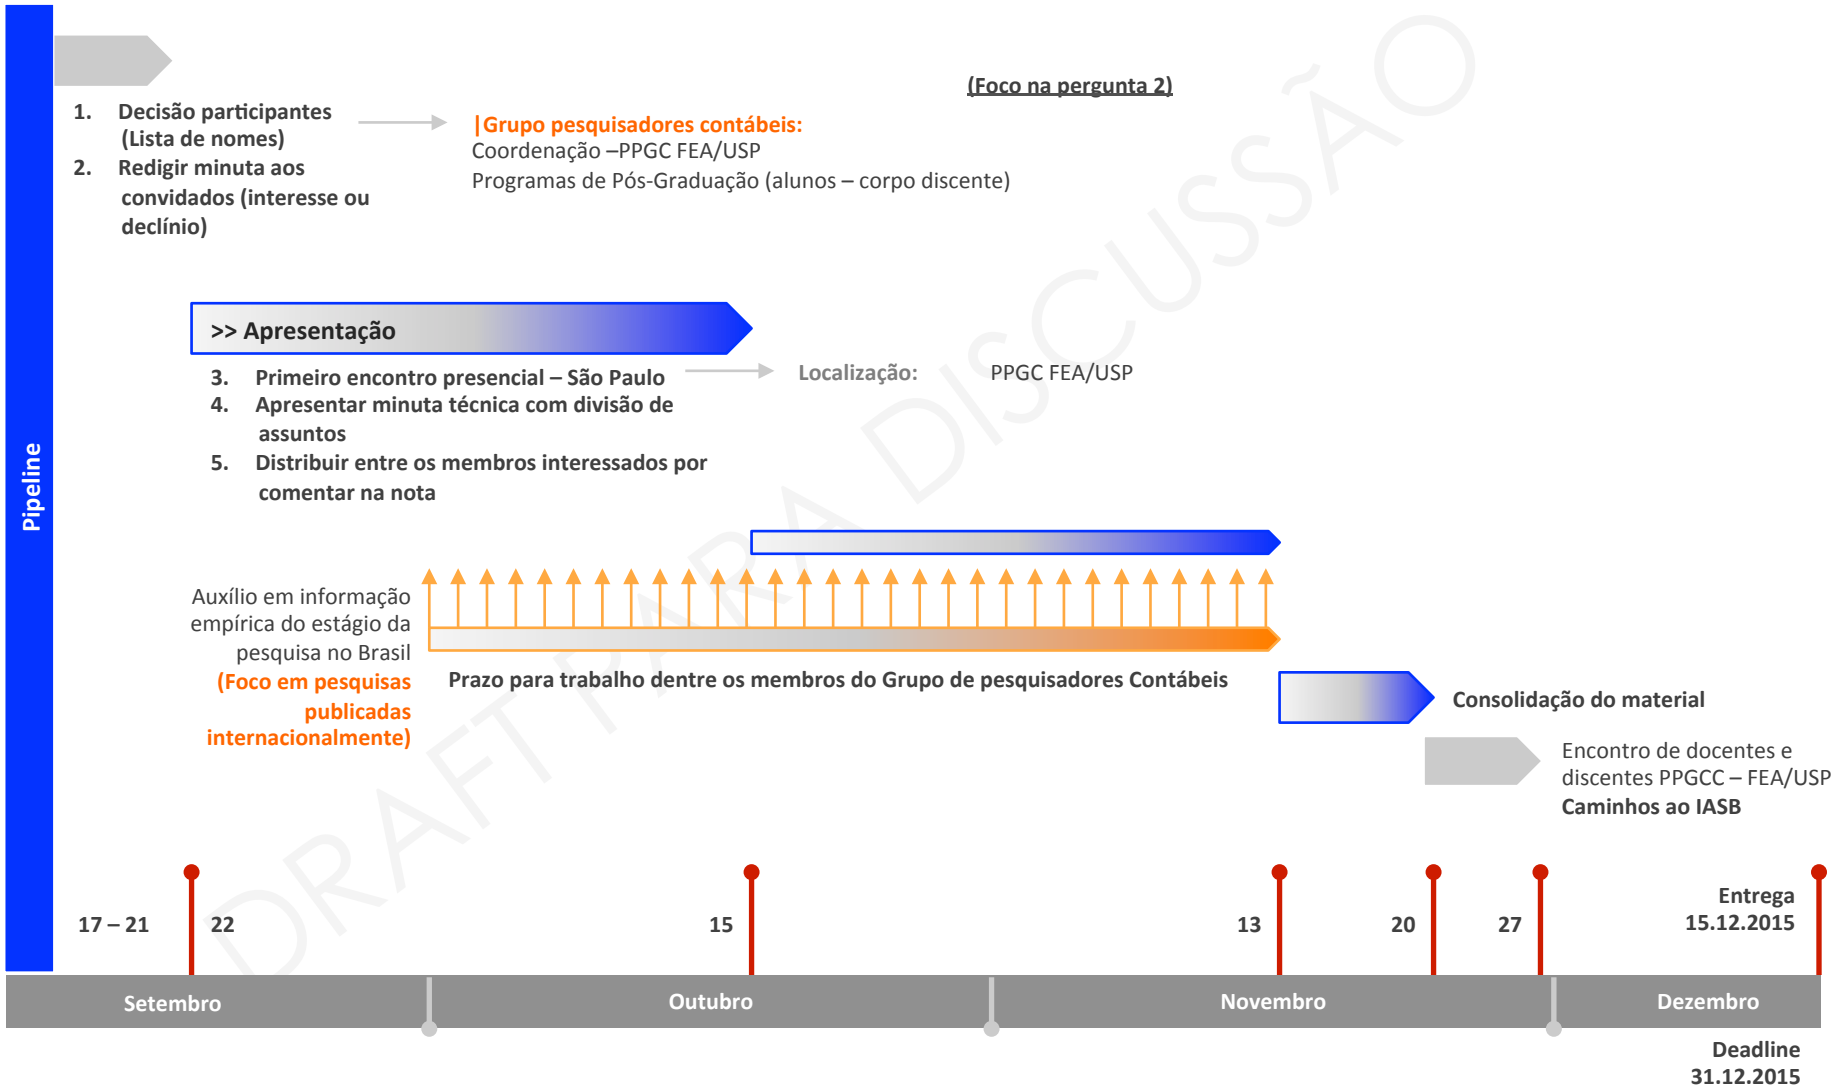 (Foco na pergunta 2)
1. Decisão participantes
(Lista de nomes)
2. Redigir minuta aos
convidados (interesse ou
declínio)
|Grupo pesquisadores contábeis:
Coordenação –PPGC FEA/USP
Programas de Pós-Graduação (alunos – corpo discente)
>> Apresentação
3. Primeiro encontro presencial – São Paulo
4. Apresentar minuta técnica com divisão de
assuntos
5. Distribuir entre os membros interessados por
comentar na nota
Localização: PPGC FEA/USP
Pipeline
Auxílio em informação
empírica do estágio da
pesquisa no Brasil
(Foco em pesquisas
publicadas
internacionalmente)
Prazo para trabalho dentre os membros do Grupo de pesquisadores Contábeis
Consolidação do material
Encontro de docentes e
discentes PPGCC – FEA/USP
Caminhos ao IASB
DRAFT PARA DISCUSSÃO
17 – 21
22
15
13
20
27
Entrega
15.12.2015
Setembro
Outubro
Novembro
Dezembro
Deadline
31.12.2015